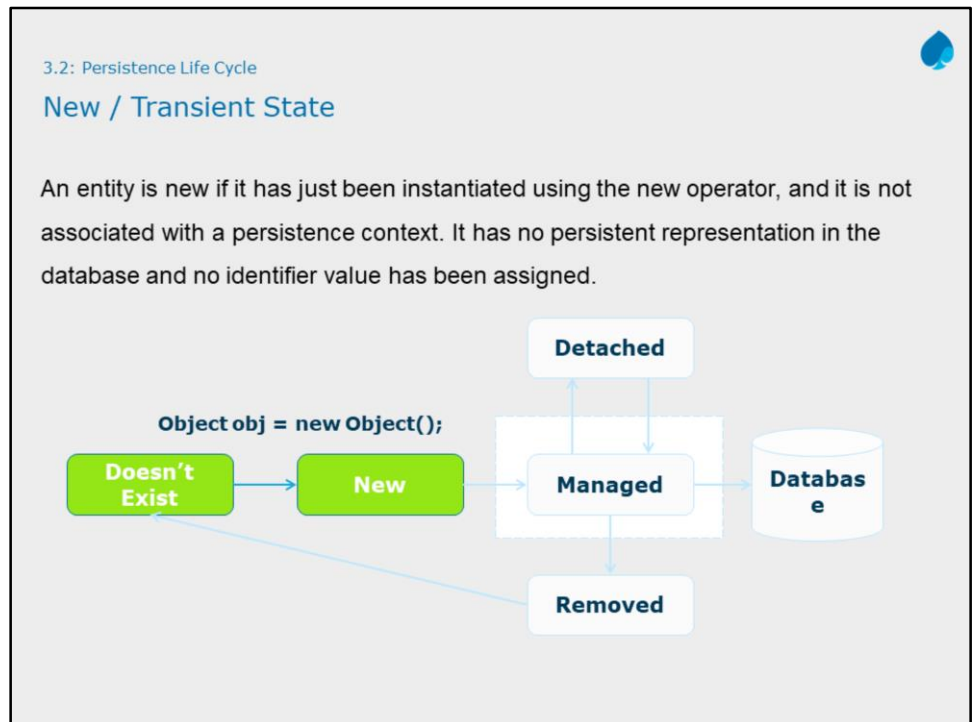 3.2: Persistence Life Cycle
New / Transient State
An entity is new if it has just been instantiated using the new operator, and it is not
associated with a persistence context. It has no persistent representation in the
database and no identifier value has been assigned.
Detached
Object obj = new Object();
Doesn't
Exist
New
Managed
Databas
e
Removed